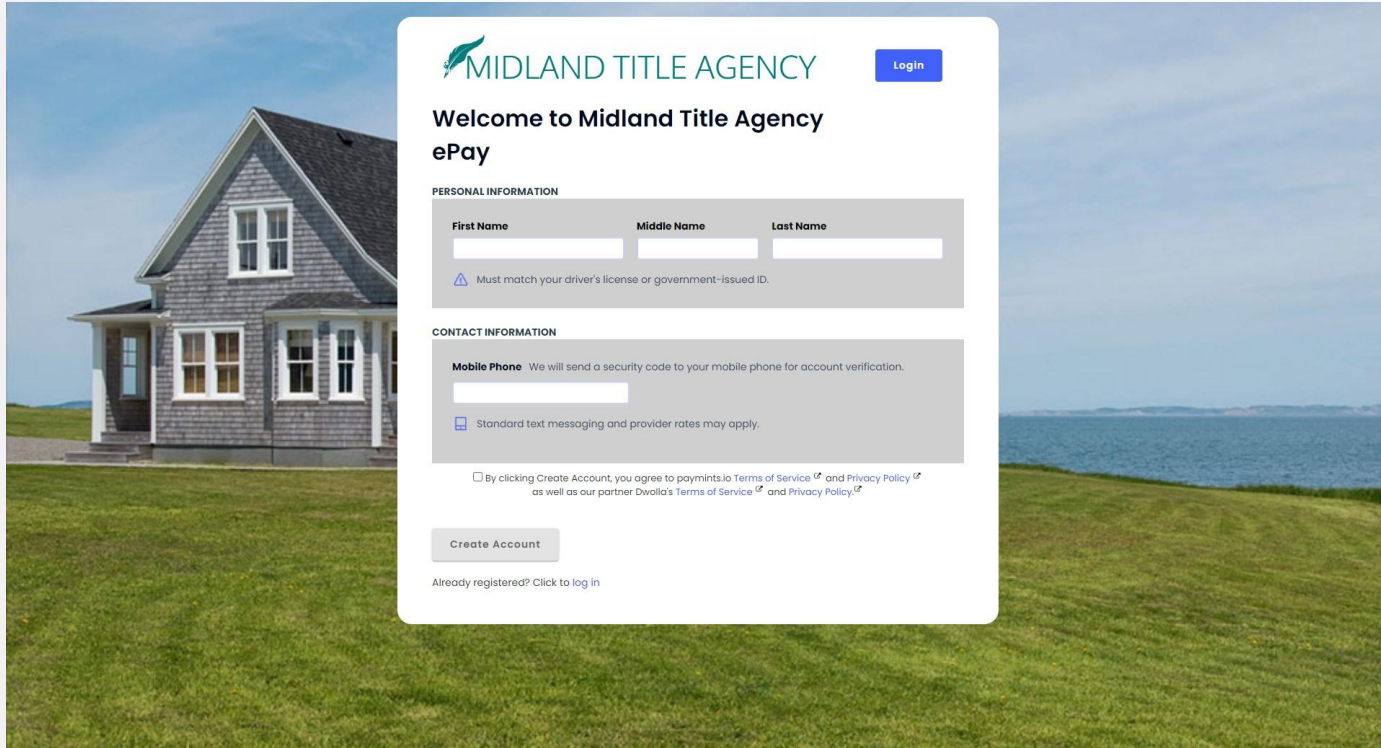 MIDLAND TITLE AGENCY
Login
Welcome to Midland Title Agency
ePay
PERSONAL INFORMATION
First Name Middle Name Last Name
Must match your driver's license or government-issued ID.
CONTACT INFORMATION
Mobile Phone We will send a security code to your mobile phone for account verification.
Standard text messaging and provider rates may apply.
By clicking Create Account, you agree to paymints.io Terms of Service and Privacy Policy
as well as our partner Dwolla's Terms of Service and Privacy Policy.
Create Account
Already registered? Click to log in